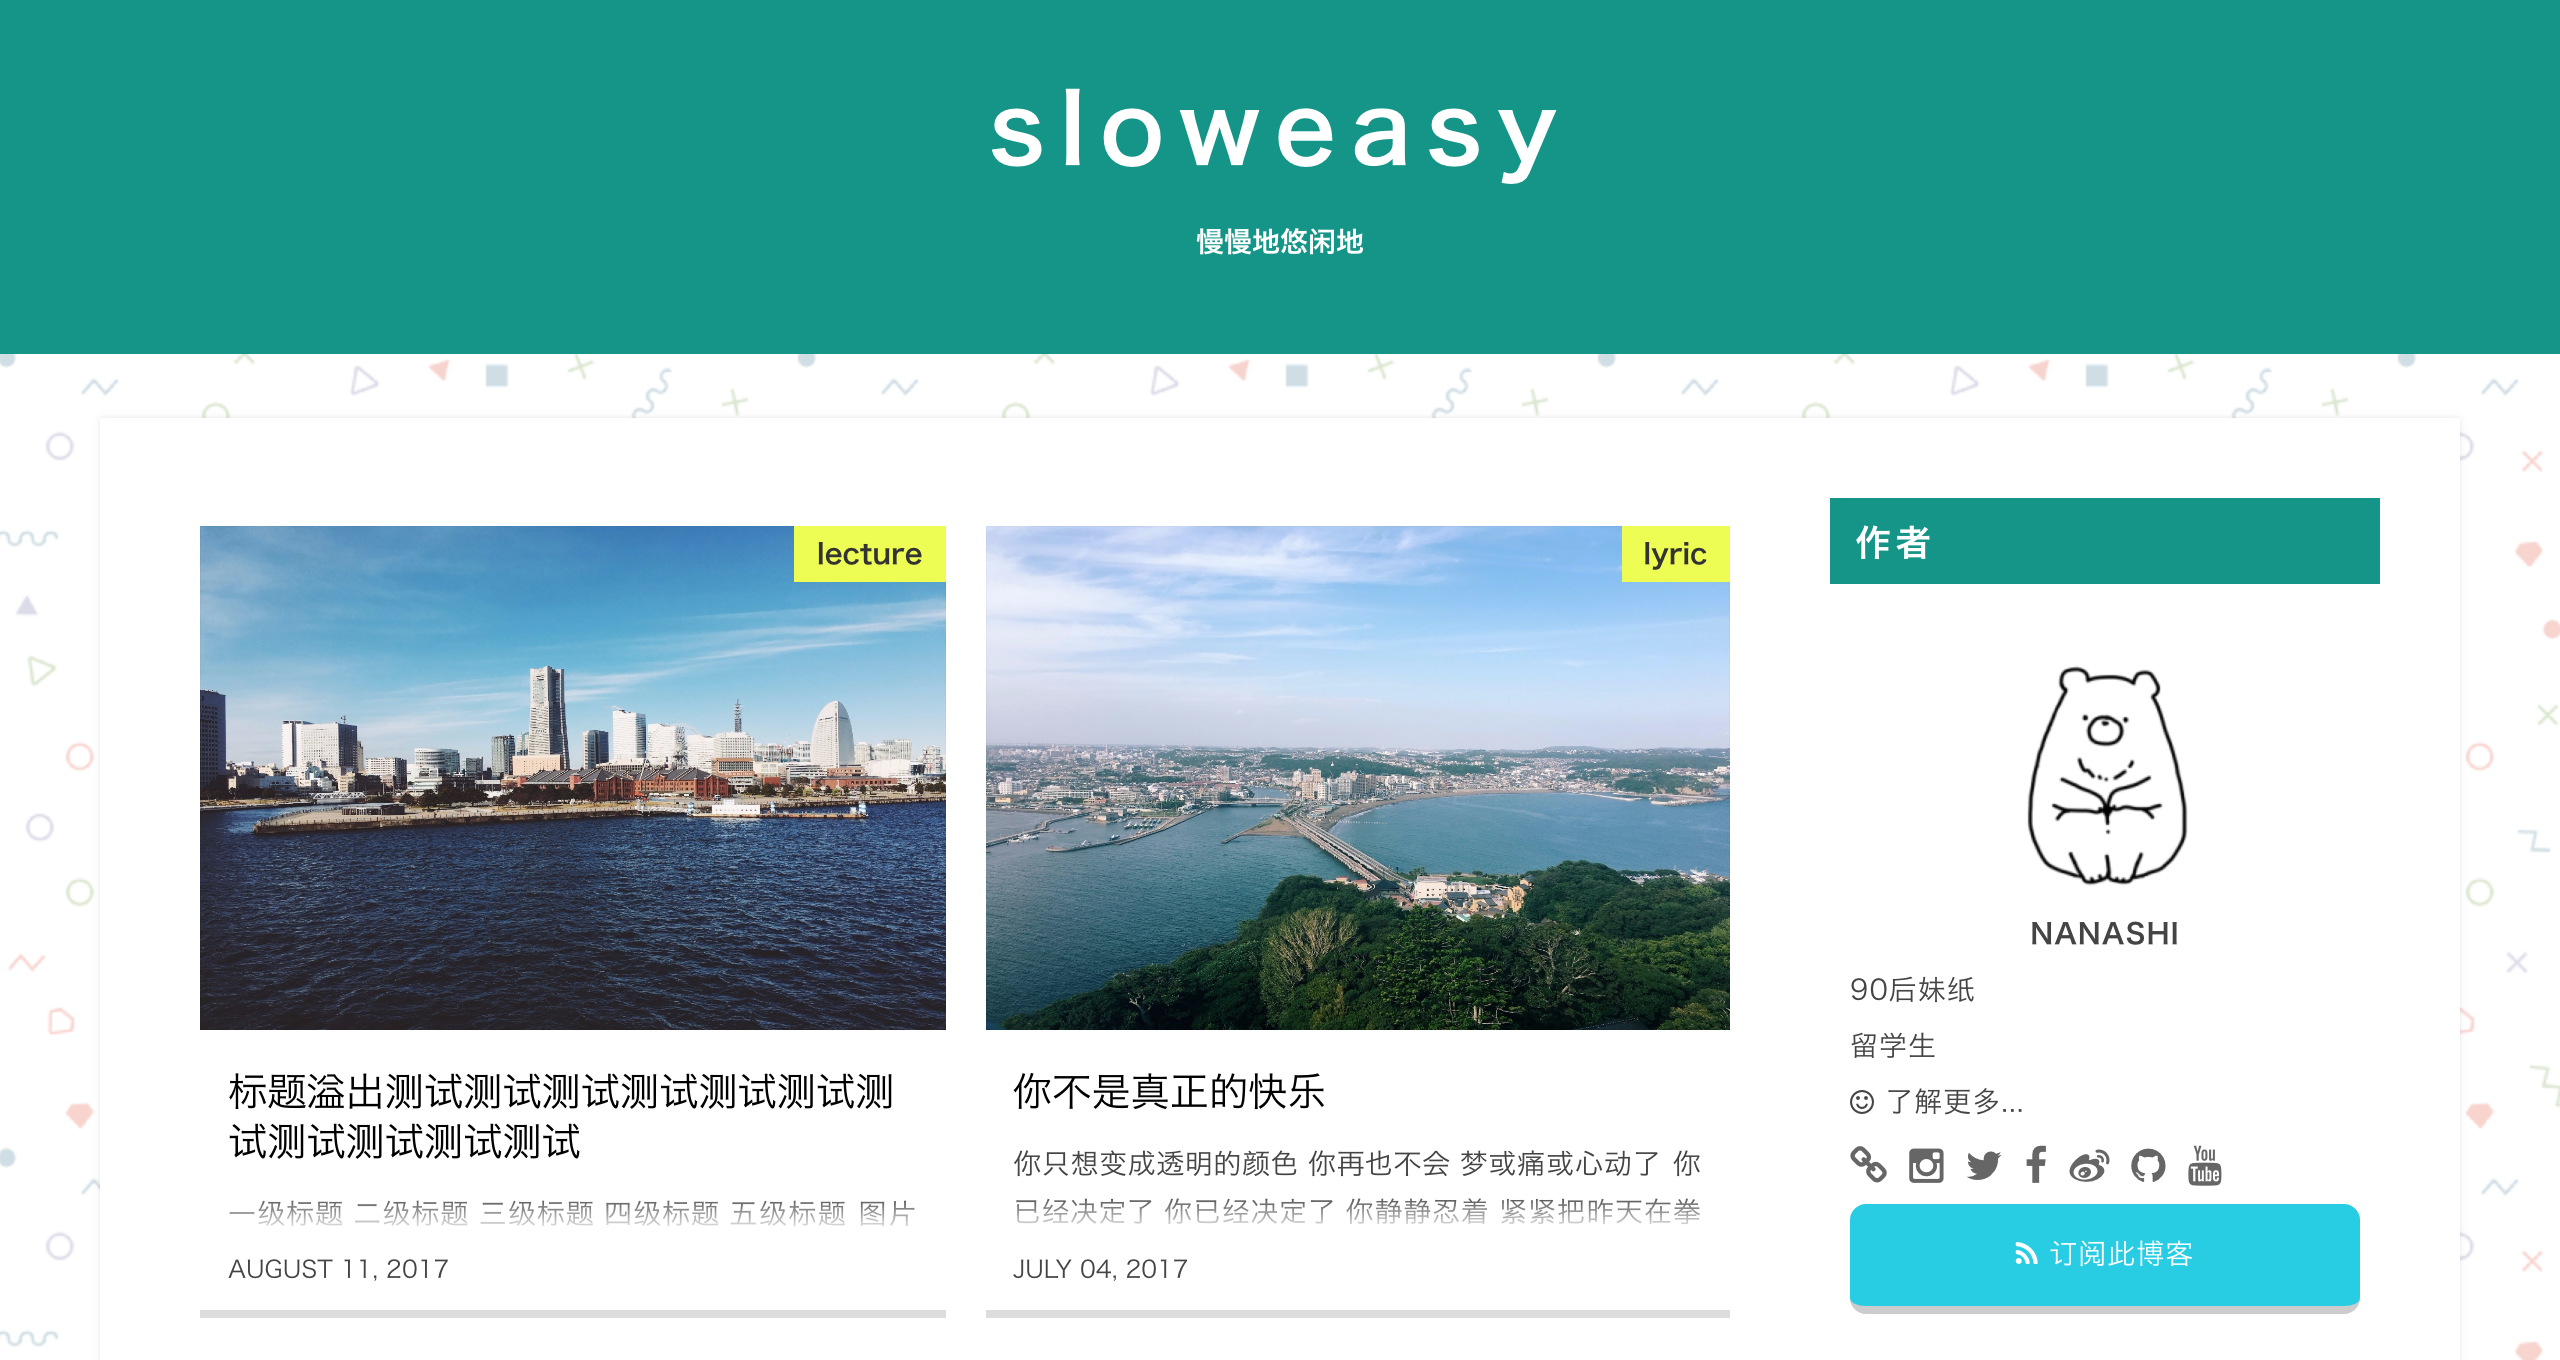 sloweasy
慢慢地悠闲地
lecture
标题溢出测试测试测试测试测试测试测
试测试测试测试测试
一级标题 二级标题 三级标题 四级标题 五级标题 图片
AUGUST 11, 2017
lyric
你不是真正的快乐
你只想变成透明的颜色 你再也不会 梦或痛或心动了 你
已经决定了 你已经决定了 你静静忍着 紧紧把昨天在拳
JULY 04, 2017
作者
NANASHI
90后妹纸
留学生
了解更多...
You Tube
订阅此博客